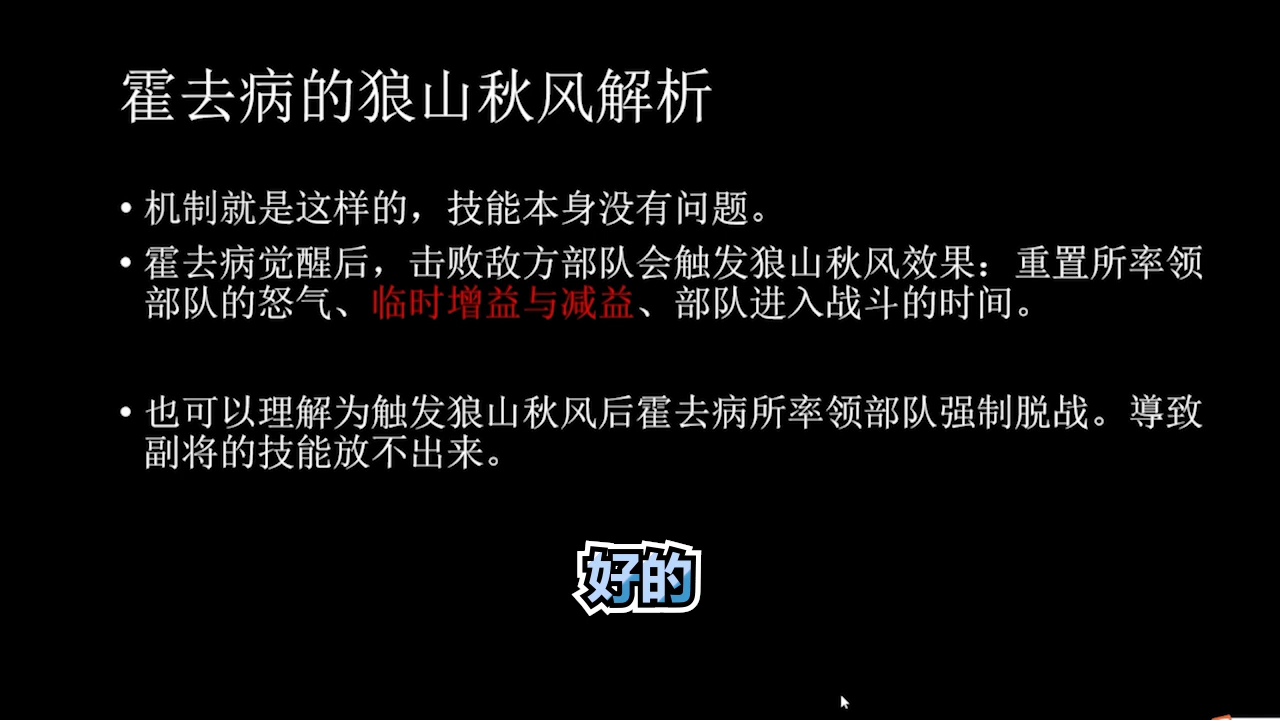 霍去病的狼山秋风解析
• 机制就是这样的，技能本身没有问题。
• 霍去病觉醒后，击败敌方部队会触发狼山秋风效果：重置所率领
部队的怒气、临时增益与减益、部队进入战斗的时间。
• 也可以理解为触发狼山秋风后霍去病所率领部队强制脱战。導致
副将的技能放不出来。
好的